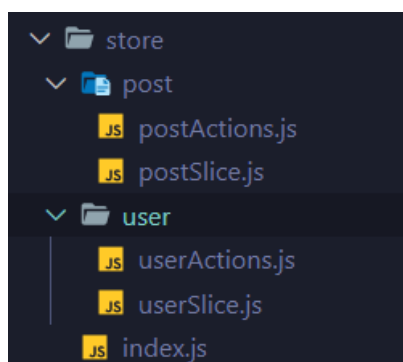 store
post
JS postActions.js
JS postSlice.js
user
JS userActions.js
JS userSlice.js
JS index.js